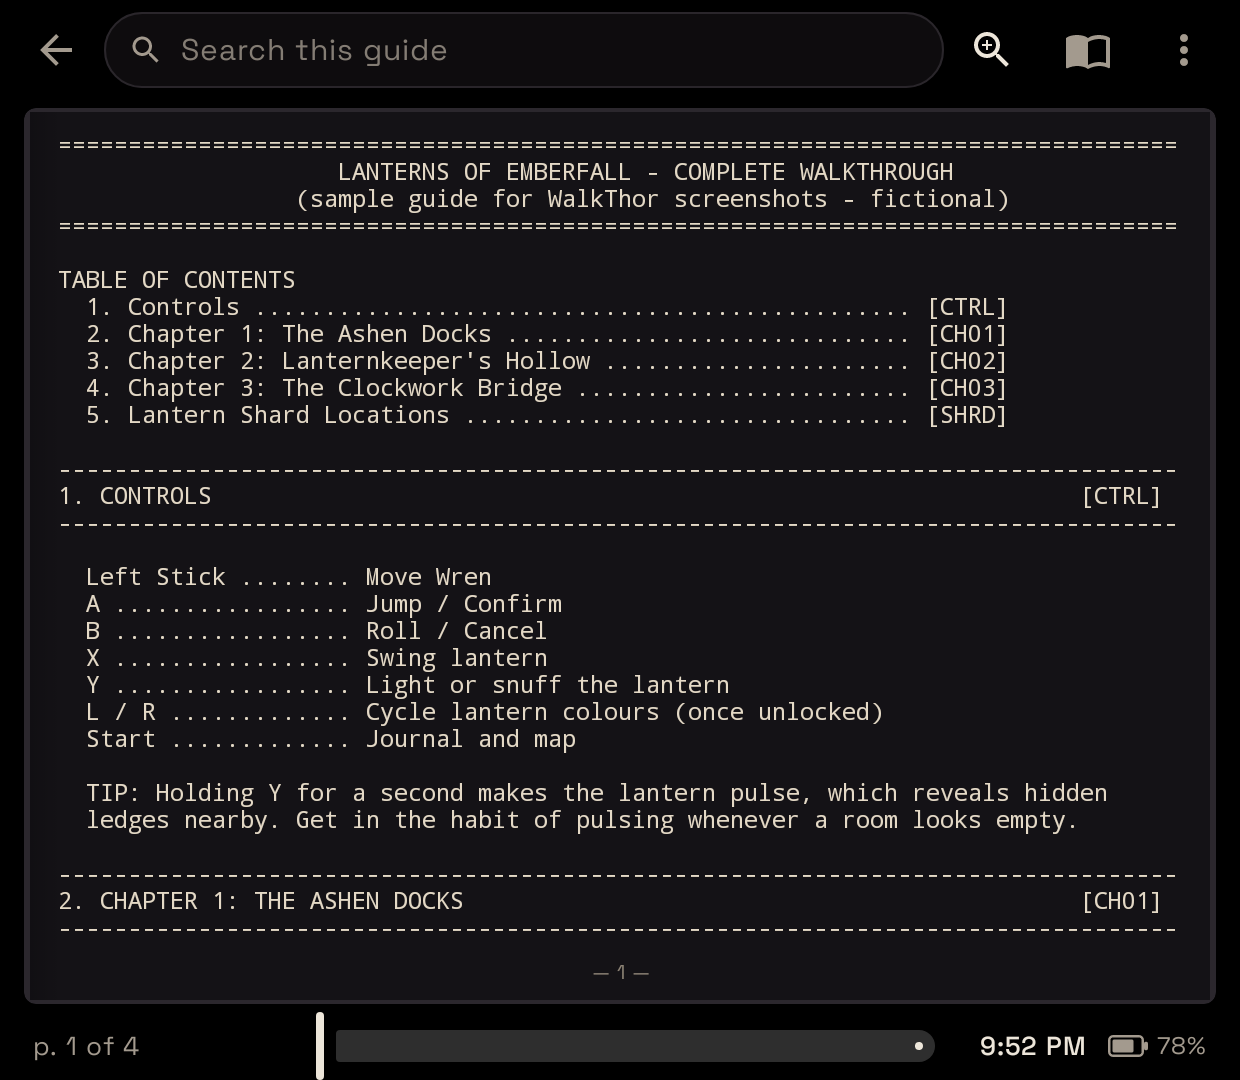 Search this guide
================================================================================
LANTERNS OF EMBERFALL - COMPLETE WALKTHROUGH
(sample guide for WalkThor screenshots - fictional)
================================================================================
TABLE OF CONTENTS
1. Controls ............................................... [CTRL]
2. Chapter 1: The Ashen Docks ............................. [CH01]
3. Chapter 2: Lanternkeeper's Hollow ...................... [CH02]
4. Chapter 3: The Clockwork Bridge ........................ [CH03]
5. Lantern Shard Locations ................................ [SHRD]
--------------------------------------------------------------------------------
1. CONTROLS [CTRL]
--------------------------------------------------------------------------------
Left Stick ........ Move Wren
A ................. Jump / Confirm
B ................. Roll / Cancel
X ................. Swing lantern
Y ................. Light or snuff the lantern
L / R ............. Cycle lantern colours (once unlocked)
Start ............. Journal and map
TIP: Holding Y for a second makes the lantern pulse, which reveals hidden
ledges nearby. Get in the habit of pulsing whenever a room looks empty.
--------------------------------------------------------------------------------
2. CHAPTER 1: THE ASHEN DOCKS [CH01]
--------------------------------------------------------------------------------
— 1 —
p. 1 of 4
9:52 PM 78%